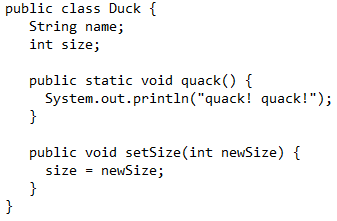 public class Duck {
   String name;
   int size;

   public static void quack() {
     System.out.println("quack! quack!");
   }

   public void setSize(int newSize) {
     size = newSize;
   }
}